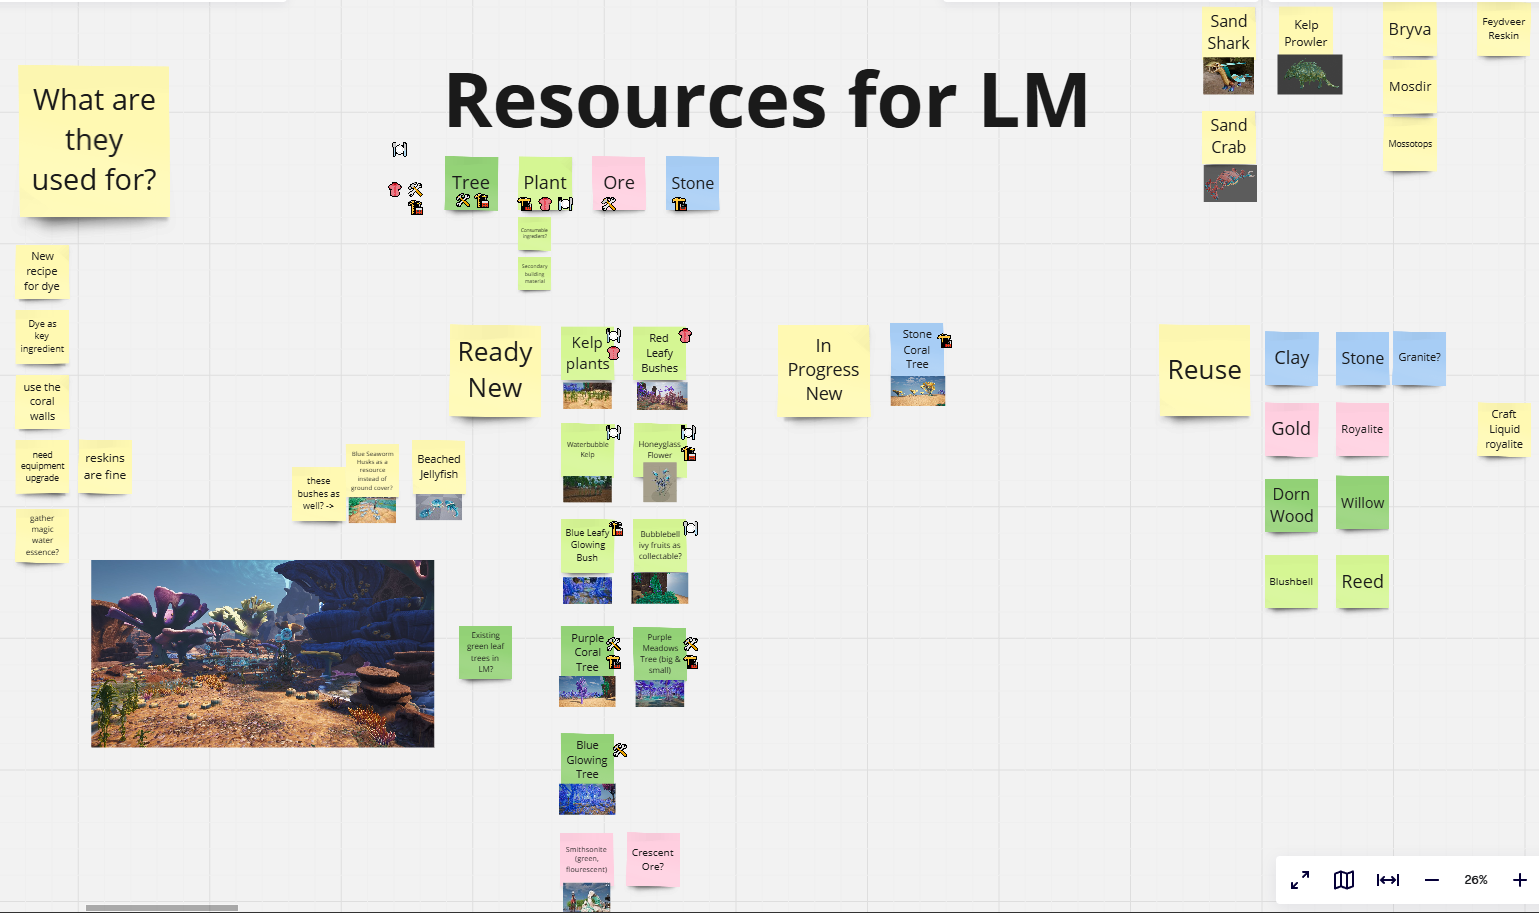 Resources for LM
What are
they
used for?
Tree
Plant
Ore
Stone
Consumable
ingredient?
Secondary
building
material
Sand
Shark
Kelp
Prowler
Bryva
Feydveer
Reskin
Mosdir
Sand
Crab
Mossotops
New
recipe
for dye
Dye as
key
ingredient
use the
coral
walls
need
equipment
upgrade
reskins
are fine
gather
magic
water
essence?
these
bushes as
well? ->
Blue Seaworm
Husks as a
resource
instead of
ground cover?
Beached
Jellyfish
Ready
New
Kelp
plants
Red
Leafy
Bushes
Waterbubble
Kelp
Honeyglass
Flower
Blue Leafy
Glowing
Bush
Bubblebell
ivy fruits as
collectable?
Existing
green leaf
trees in
LM?
Purple
Coral
Tree
Purple
Meadows
Tree (big &
small)
Blue
Glowing
Tree
Smithsonite
(green,
flourescent)
Crescent
Ore?
In
Progress
New
Stone
Coral
Tree
Reuse
Clay
Stone
Granite?
Gold
Royalite
Craft
Liquid
royalite
Dorn
Wood
Willow
Blushbell
Reed
26%